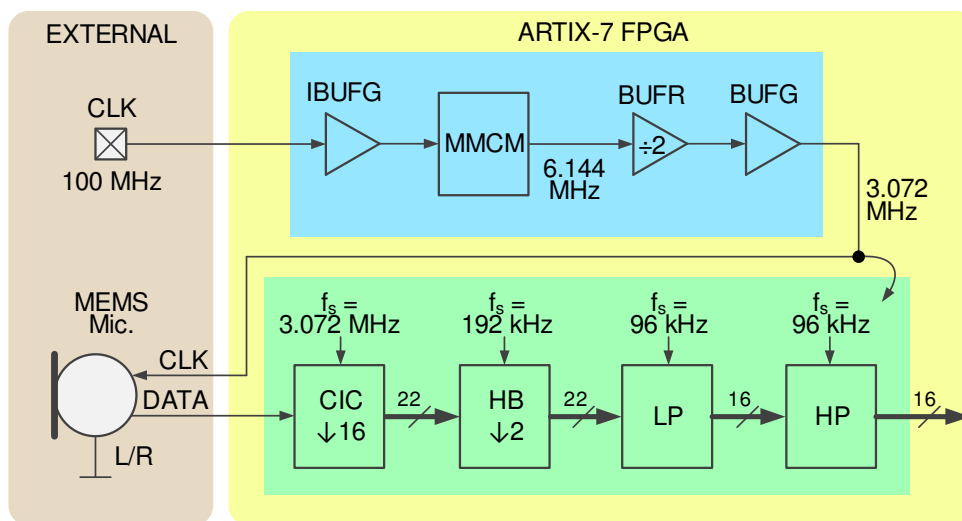 EXTERNAL
ARTIX-7 FPGA
CLK
100 MHz
IBUFG
MMCM
6.144
MHz
BUFR
÷2
BUFG
3.072
MHz
MEMS
Mic.
CLK
DATA
L/R
fs =
3.072 MHz
fs =
192 kHz
fs =
96 kHz
fs =
96 kHz
CIC
↓16
22
HB
↓2
22
LP
16
HP
16